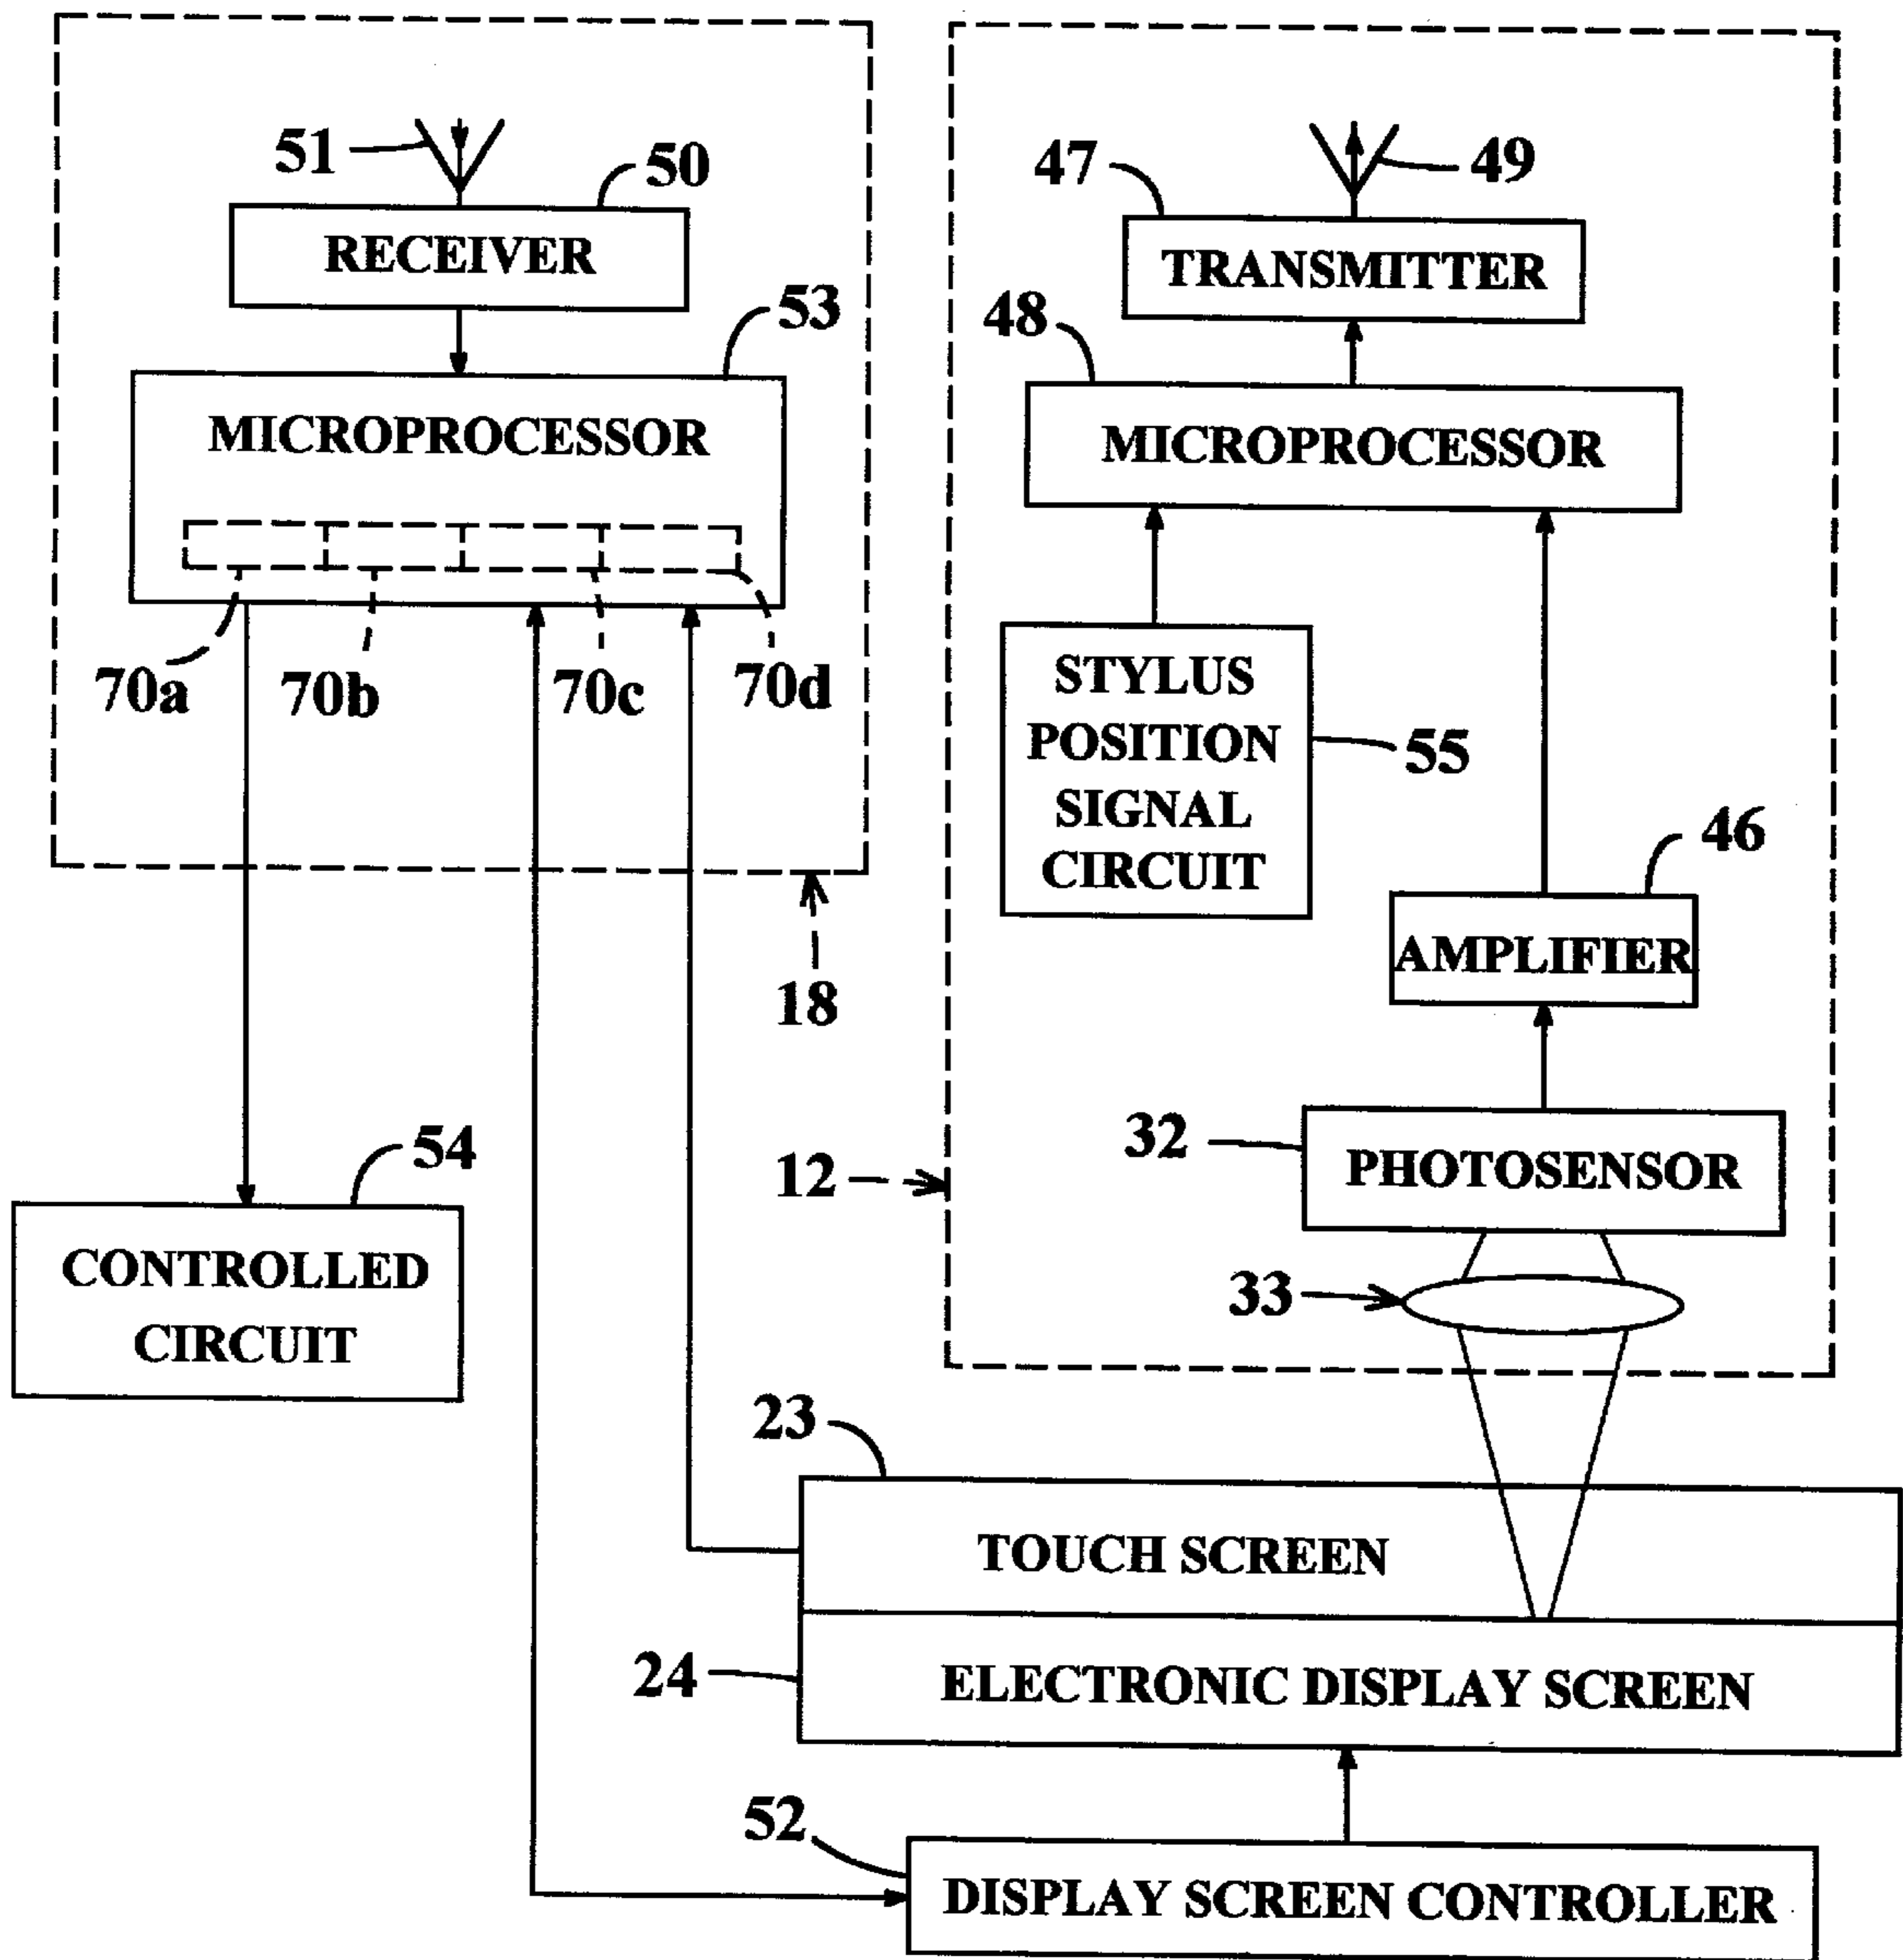 51
50
RECEIVER
53
MICROPROCESSOR
70a
70b
70c
70d
18
54
CONTROLLED
CIRCUIT
47
49
TRANSMITTER
48
MICROPROCESSOR
STYLUS
POSITION
SIGNAL
CIRCUIT
55
46
AMPLIFIER
32
PHOTOSENSOR
12
33
23
TOUCH SCREEN
24
ELECTRONIC DISPLAY SCREEN
52
DISPLAY SCREEN CONTROLLER